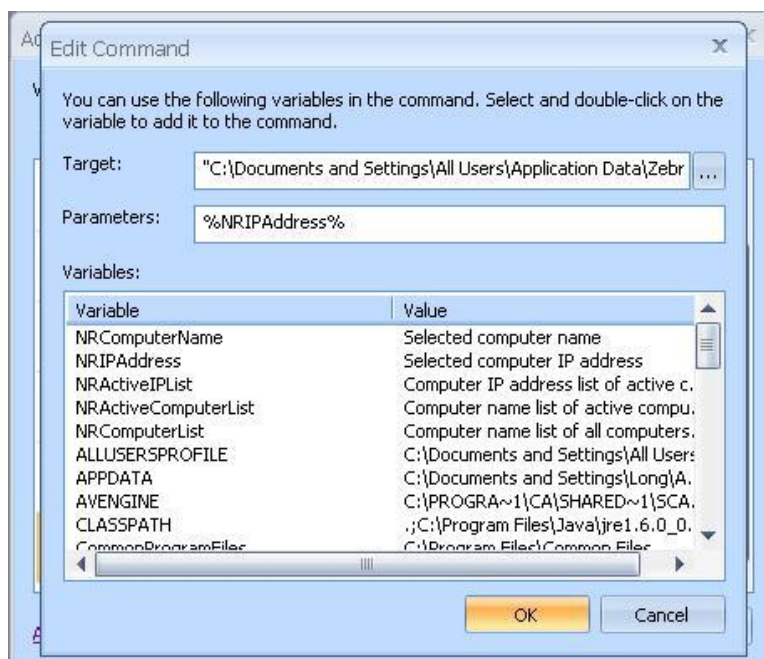 Edit Command
You can use the following variables in the command. Select and double-click on the
variable to add it to the command.
Target: "C:\Documents and Settings\All Users\Application Data\Zebr ...
Parameters: %NRIPAddress%
Variables:
Variable Value
NRComputerName Selected computer name
NRIPAddress Selected computer IP address
NRActiveIPList Computer IP address list of active c.
NRActiveComputerList Computer name list of active compu.
NRComputerList Computer name list of all computers.
ALLUSERSPROFILE C:\Documents and Settings\All Users
APPDATA C:\Documents and Settings\Long\A.
AVENGINE C:\PROGRA~1\CA\SHARED~1\SCA.
CLASSPATH .;C:\Program Files\Java\jre1.6.0_0.
CommonProgramFiles C:\Program Files\Common Files
OK Cancel